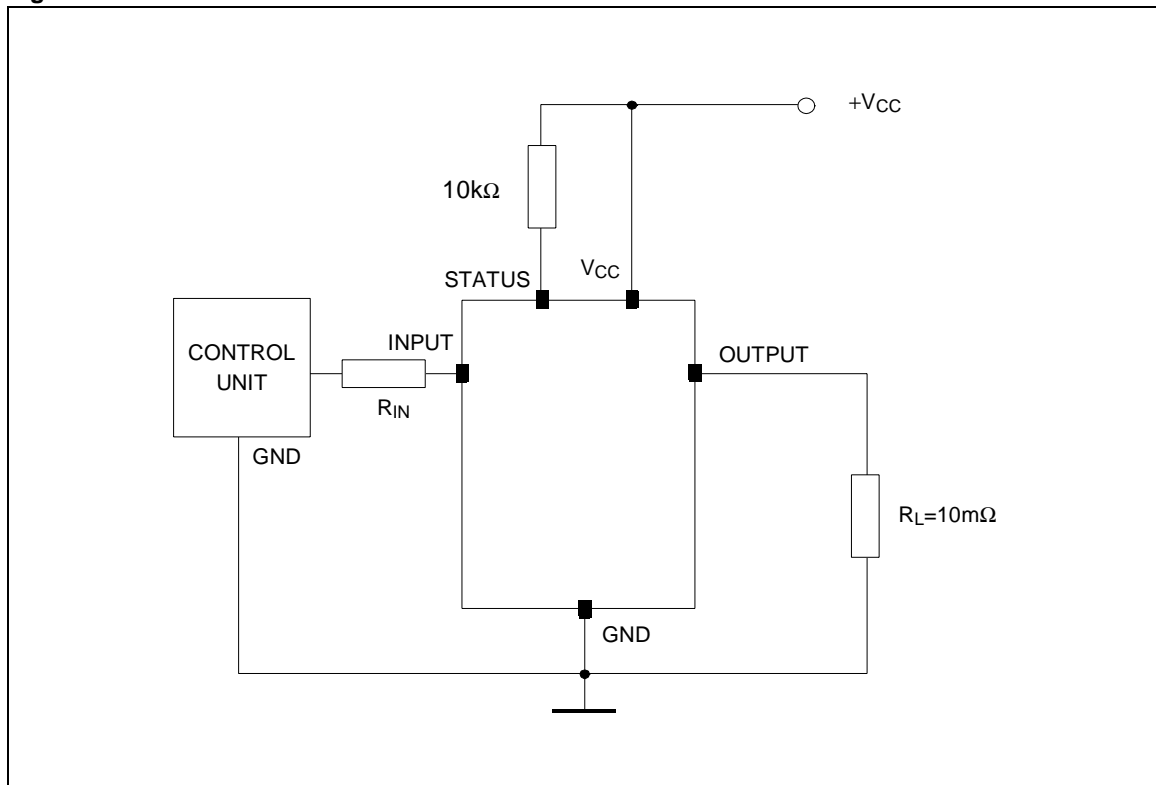 +VCC
10kΩ
STATUS
VCC
INPUT
OUTPUT
CONTROL
UNIT
RIN
GND
RL=10mΩ
GND